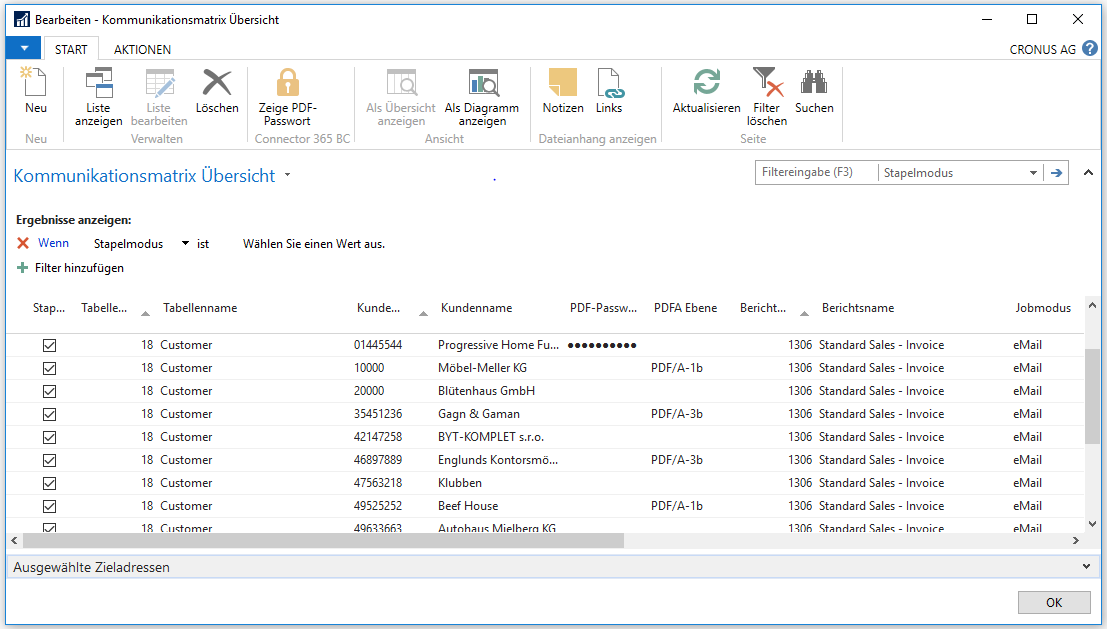 Bearbeiten - Kommunikationsmatrix Übersicht
START AKTIONEN CRONUS AG ?
Neu Liste anzeigen Liste bearbeiten Löschen Zeige PDF-Passwort Als Übersicht anzeigen Als Diagramm anzeigen Notizen Links Aktualisieren Filter löschen Suchen
Neu Verwalten Connector 365 BC Ansicht Dateianhang anzeigen Seite
Kommunikationsmatrix Übersicht Filtereingabe (F3) Stapelmodus
Ergebnisse anzeigen:
Wenn Stapelmodus ist Wählen Sie einen Wert aus.
Filter hinzufügen
Stap... Tabelle... Tabellenname Kunde... Kundenname PDF-Passw... PDFA Ebene Bericht... Berichtsname Jobmodus
18 Customer 01445544 Progressive Home Fu... ●●●●●●●●●● 1306 Standard Sales - Invoice eMail
18 Customer 10000 Möbel-Meller KG PDF/A-1b 1306 Standard Sales - Invoice eMail
18 Customer 20000 Blütenhaus GmbH 1306 Standard Sales - Invoice eMail
18 Customer 35451236 Gagn & Gaman PDF/A-3b 1306 Standard Sales - Invoice eMail
18 Customer 42147258 BYT-KOMPLET s.r.o. 1306 Standard Sales - Invoice eMail
18 Customer 46897889 Englunds Kontorsmö... PDF/A-3b 1306 Standard Sales - Invoice eMail
18 Customer 47563218 Klubben 1306 Standard Sales - Invoice eMail
18 Customer 49525252 Beef House PDF/A-1b 1306 Standard Sales - Invoice eMail
18 Customer 49633663 Autohaus Mielberg KG 1306 Standard Sales - Invoice eMail
Ausgewählte Zieladressen
OK